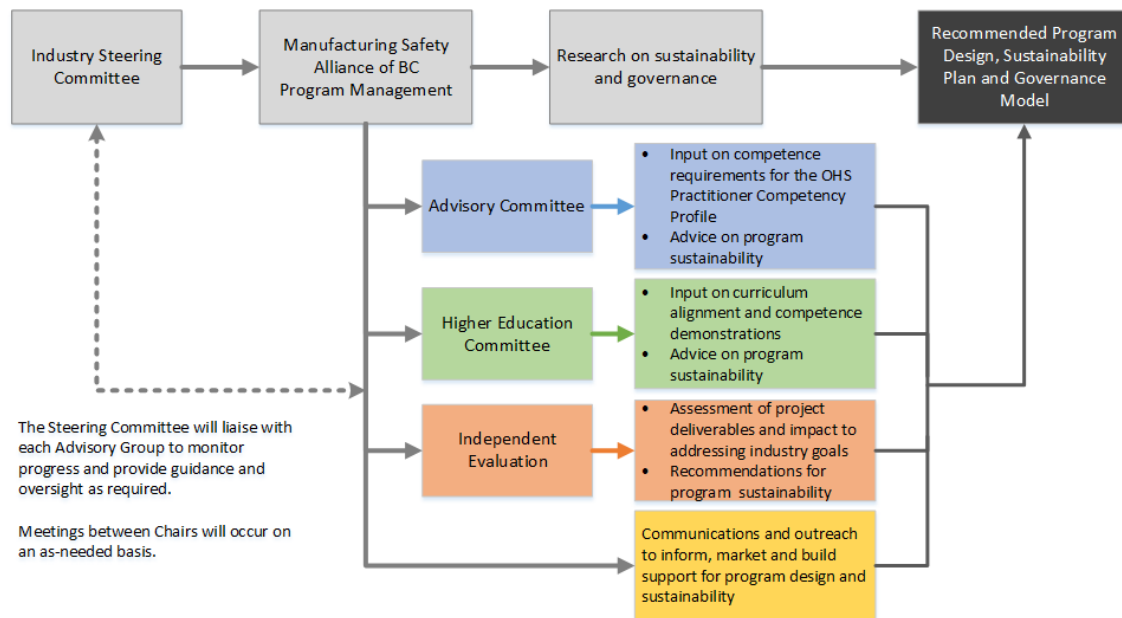 Industry Steering
Committee
Manufacturing Safety
Alliance of BC
Program Management
Research on sustainability
and governance
Recommended Program
Design, Sustainability
Plan and Governance
Model
Advisory Committee
• Input on competence
requirements for the OHS
Practitioner Competency
Profile
• Advice on program
sustainability
Higher Education
Committee
• Input on curriculum
alignment and competence
demonstrations
• Advice on program
sustainability
Independent
Evaluation
• Assessment of project
deliverables and impact to
addressing industry goals
• Recommendations for
program sustainability
Communications and outreach
to inform, market and build
support for program design and
sustainability
The Steering Committee will liaise with
each Advisory Group to monitor
progress and provide guidance and
oversight as required.
Meetings between Chairs will occur on
an as-needed basis.